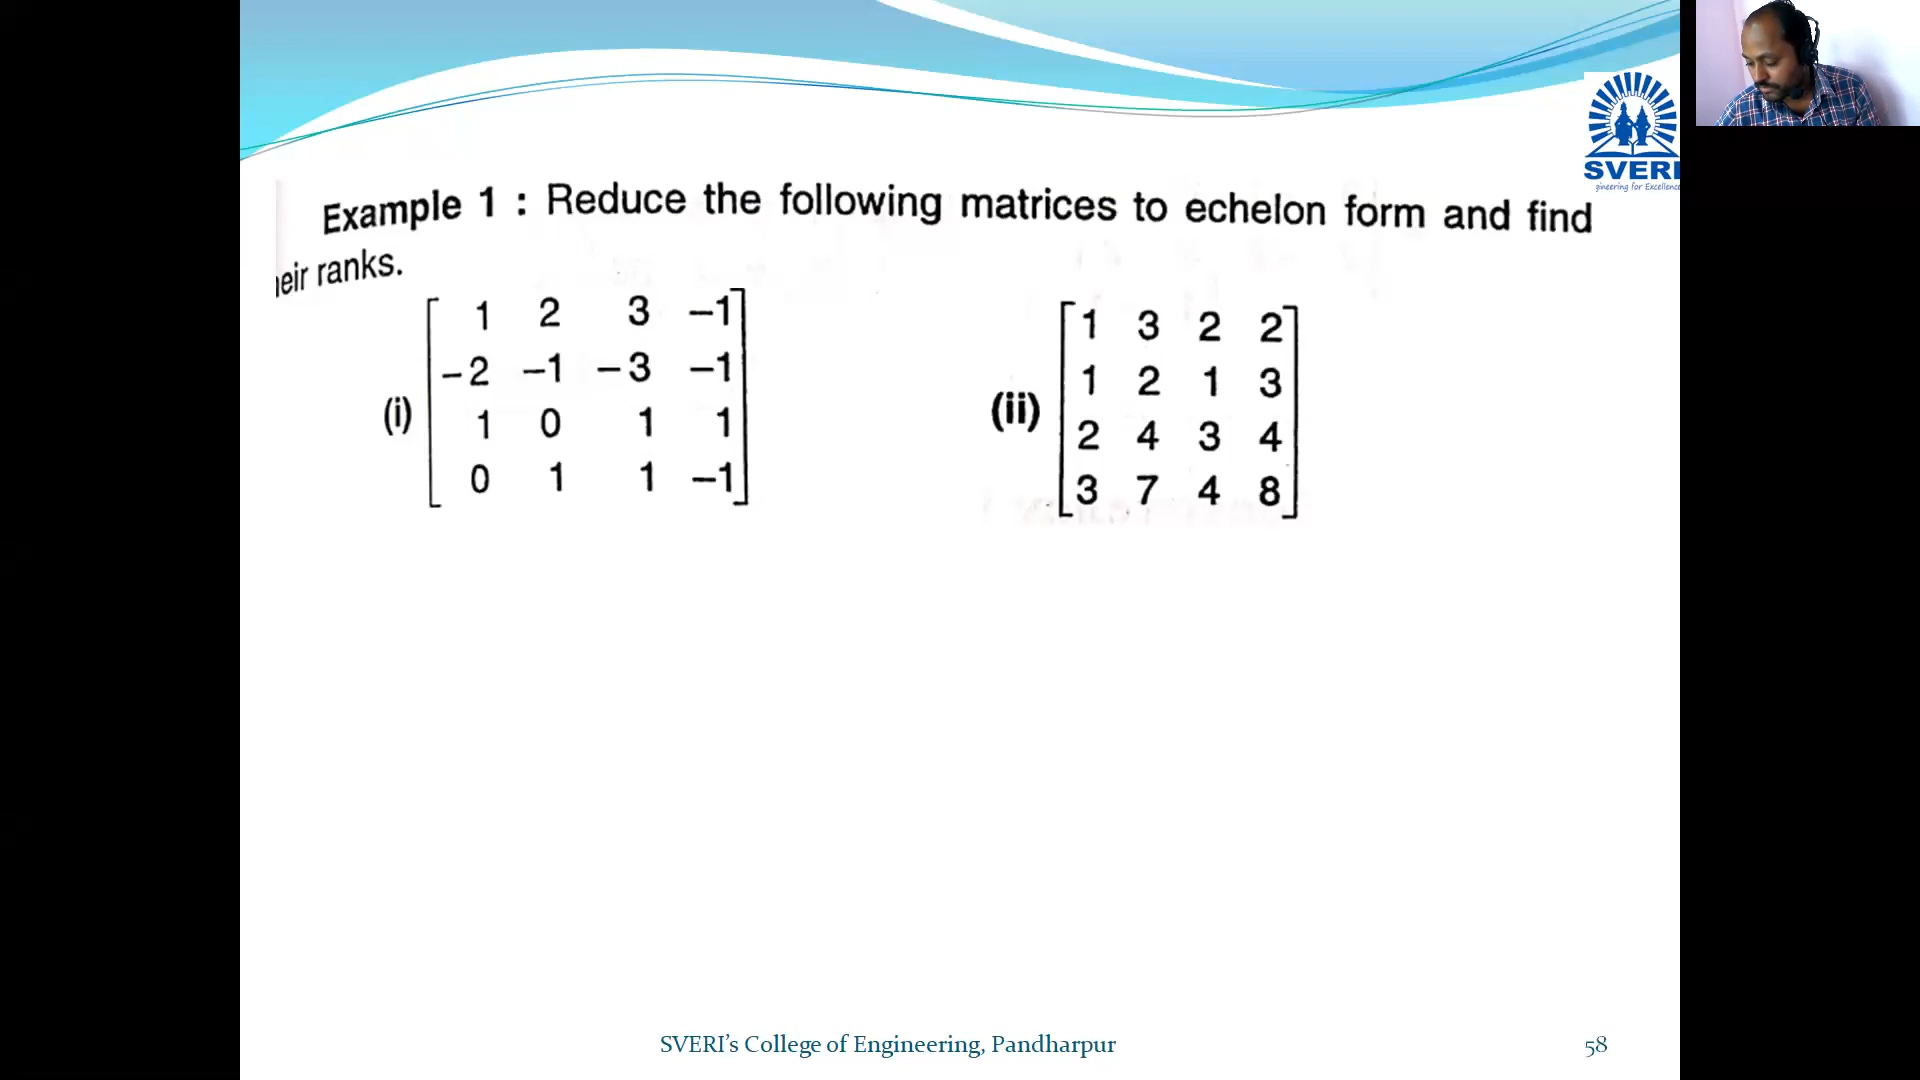 SVERI
Example 1 : Reduce the following matrices to echelon form and find
ranks.
(i)
1 2 3 –1
–2 –1 –3 –1
1 0 1 1
0 1 1 –1
(ii)
1 3 2 2
1 2 1 3
2 4 3 4
3 7 4 8
SVERI's College of Engineering, Pandharpur
58